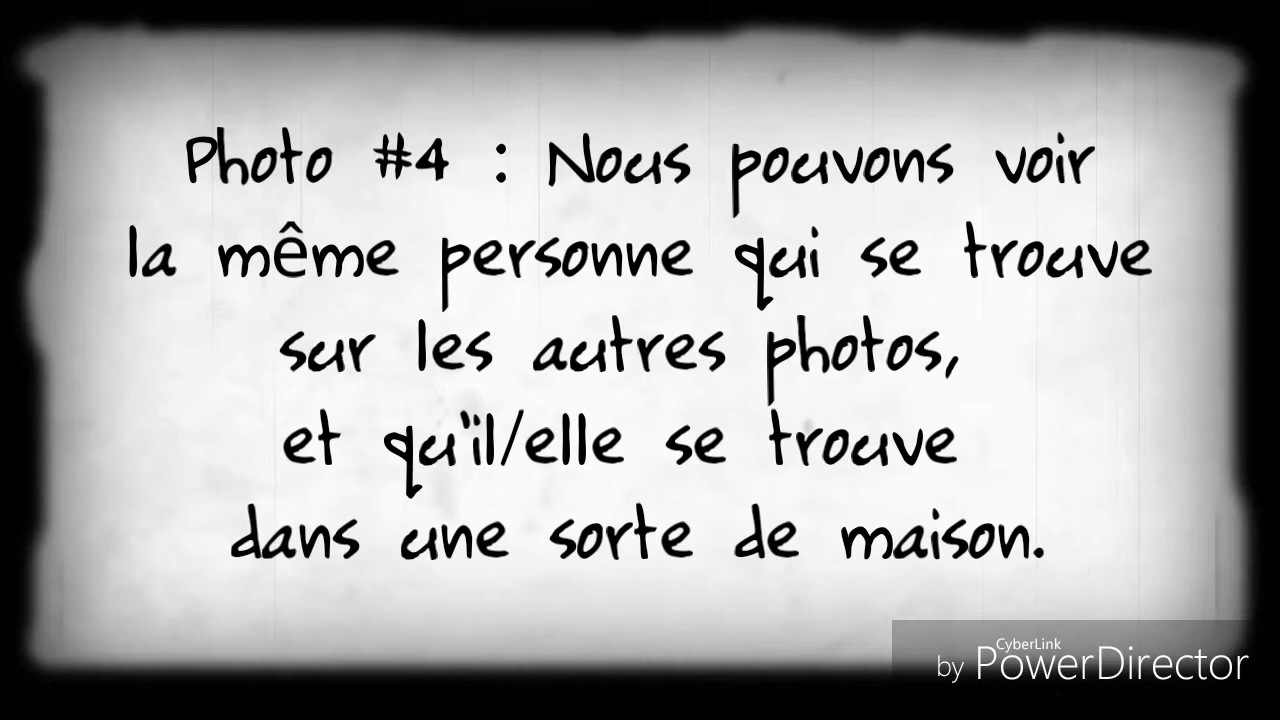 Photo #4 : Nous pouvons voir
la même personne qui se trouve
sur les autres photos,
et qu'il/elle se trouve
dans une sorte de maison.
CyberLink
by PowerDirector